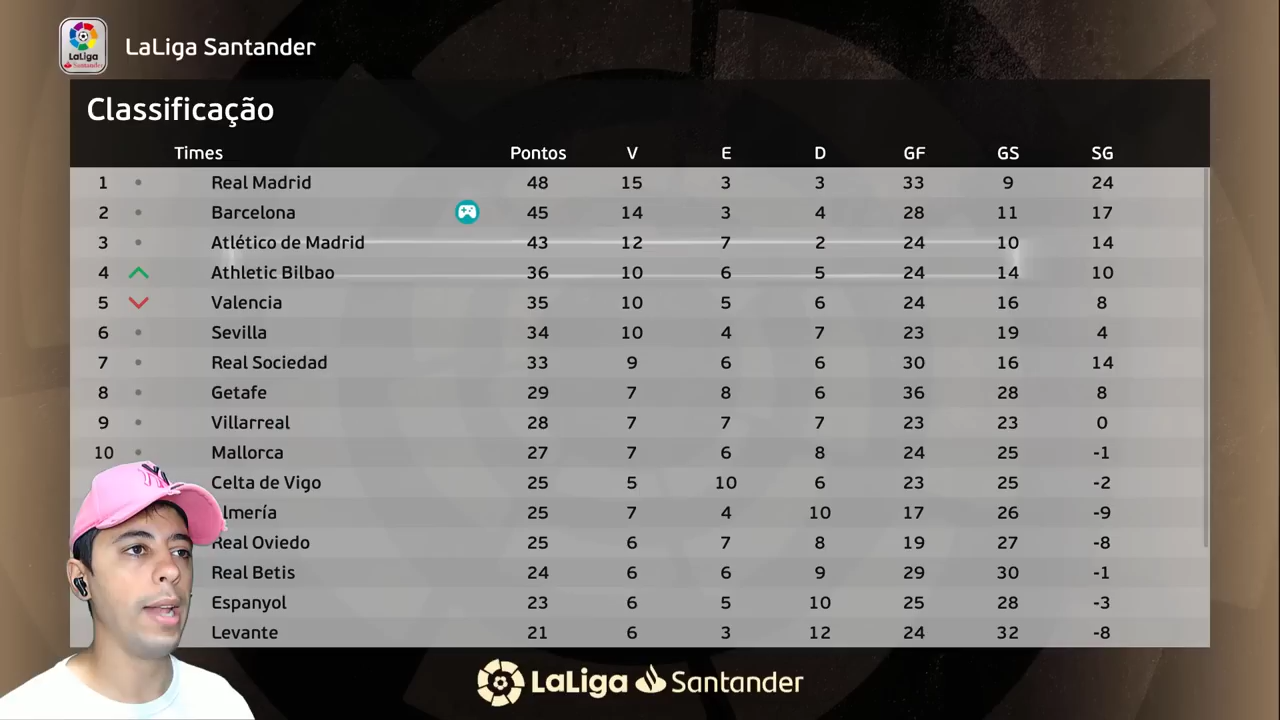 LaLiga Santander
LaLiga
Santander
Classificação
Times Pontos V E D GF GS SG
1 Real Madrid 48 15 3 3 33 9 24
2 Barcelona 45 14 3 4 28 11 17
3 Atlético de Madrid 43 12 7 2 24 10 14
4 Athletic Bilbao 36 10 6 5 24 14 10
5 Valencia 35 10 5 6 24 16 8
6 Sevilla 34 10 4 7 23 19 4
7 Real Sociedad 33 9 6 6 30 16 14
8 Getafe 29 7 8 6 36 28 8
9 Villarreal 28 7 7 7 23 23 0
10 Mallorca 27 7 6 8 24 25 -1
Celta de Vigo 25 5 10 6 23 25 -2
lmería 25 7 4 10 17 26 -9
Real Oviedo 25 6 7 8 19 27 -8
Real Betis 24 6 6 9 29 30 -1
Espanyol 23 6 5 10 25 28 -3
Levante 21 6 3 12 24 32 -8
LaLiga Santander